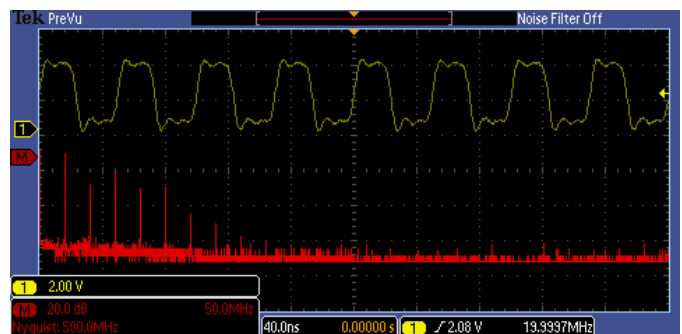 Tek PreVu Noise Filter Off
1
M
1 2.00 V
M 20.0 dB 50.0MHz
Nyquist: 500.0MHz
40.0ns 0.00000 s 1 2.08 V 19.9997MHz